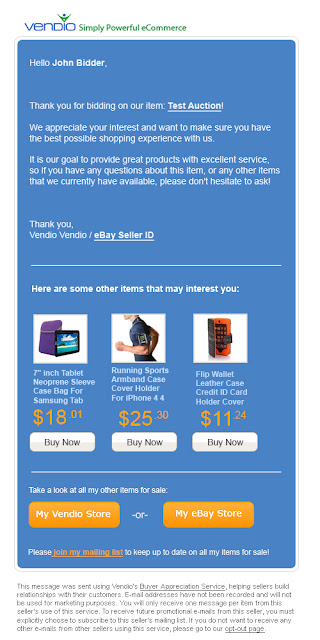 VENDIO Simply Powerful eCommerce
Hello John Bidder,
Thank you for bidding on our item: Test Auction!
We appreciate your interest and want to make sure you have
the best possible shopping experience with us.
It is our goal to provide great products with excellent service,
so if you have any questions about this item, or any other items
that we currently have available, please don't hesitate to ask!
Thank you,
Vendio Vendio / eBay Seller ID
Here are some other items that may interest you:
7" inch Tablet
Neoprene Sleeve
Case Bag For
Samsung Tab
$18.01
Buy Now
Running Sports
Armband Case
Cover Holder
For iPhone 4 4
$25.30
Buy Now
Flip Wallet
Leather Case
Credit ID Card
Holder Cover
$11.24
Buy Now
Take a look at all my other items for sale:
My Vendio Store -or- My eBay Store
Please join my mailing list to keep up to date on all my items for sale!
This message was sent using Vendio's Buyer Appreciation Service, helping sellers build
relationships with their customers. E-mail addresses have not been recorded and will not
be used for marketing purposes. You will only receive one message per item from this
seller's use of this service. To receive future promotional e-mails from this seller, you must
explicitly choose to subscribe to this seller's mailing list. If you do not want to receive any
other e-mails from other sellers using this service, please go to our opt-out page.